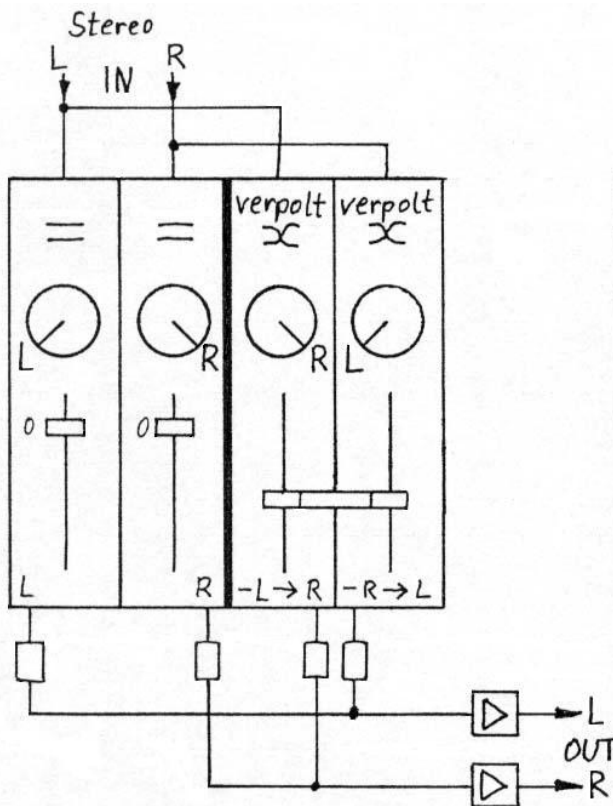 Stereo
L IN R
verpolt verpolt
L R R L
0 0
L R -L→R -R→L
L
OUT
R